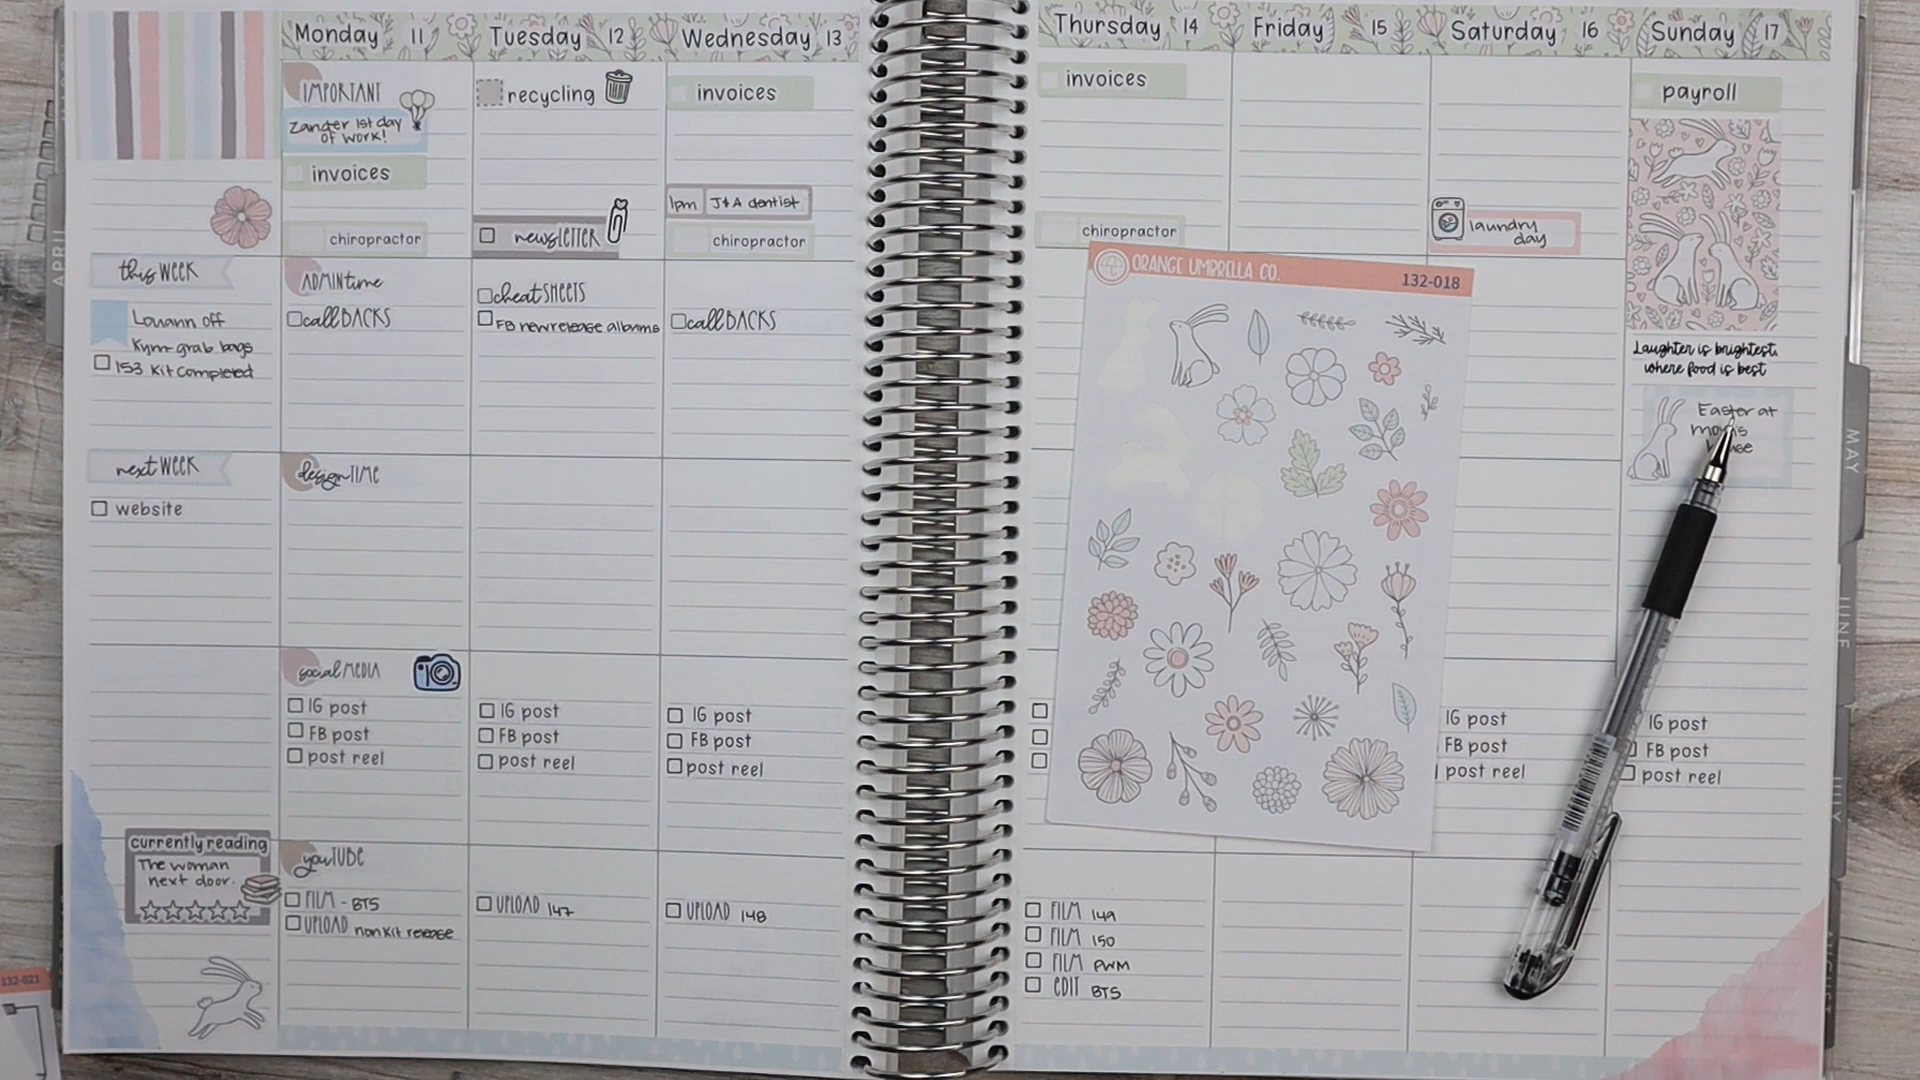 Monday 11
Tuesday 12
Wednesday 13
Thursday 14
Friday 15
Saturday 16
Sunday 17
IMPORTANT
Zander 1st day
of work!
invoices
chiropractor
recycling
newsLETTER
invoices
1pm J&A dentist
chiropractor
invoices
chiropractor
laundry
day
payroll
this WEEK
Louann off
Kym grab bags
153 Kit Completed
next WEEK
website
ADMIN time
call BACKS
cheat SHEETS
FB new release albums
call BACKS
Laughter is brightest,
where food is best
Easter at
mom's
design TIME
social MEDIA
IG post
FB post
post reel
IG post
FB post
post reel
IG post
FB post
post reel
IG post
FB post
post reel
IG post
FB post
post reel
currently reading
The woman
next door.
youTUBE
FILM - BTS
UPLOAD non kit release
UPLOAD 147
UPLOAD 148
FILM 149
FILM 150
FILM PWM
EDIT BTS
ORANGE UMBRELLA CO. 132-018
132-021
APRIL
MAY
JUNE
JULY